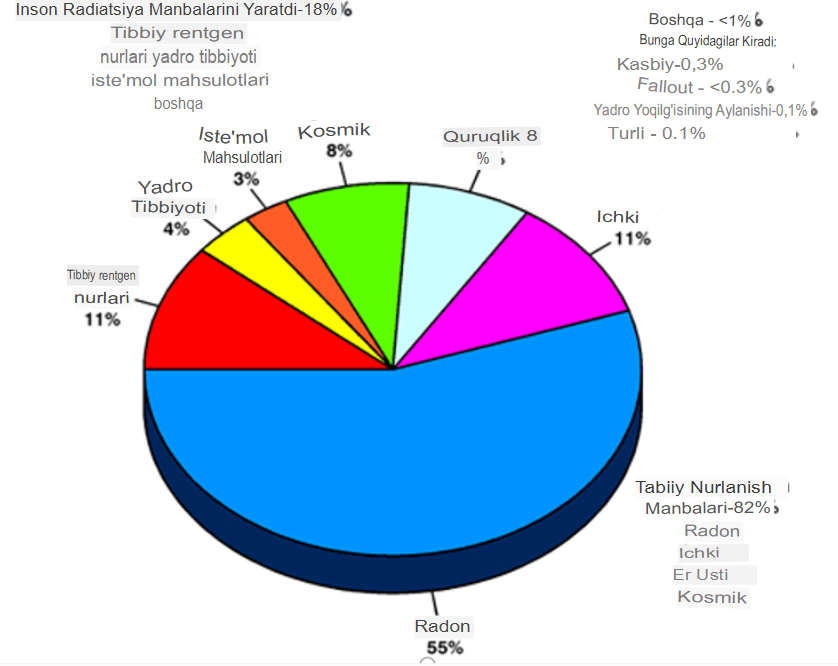 Inson Radiatsiya Manbalarini Yaratdi-18%
Tibbiy rentgen
nurlari yadro tibbiyoti
iste'mol mahsulotlari
boshqa
Boshqa - <1%
Bunga Quyidagilar Kiradi:
Kasbiy-0,3%
Fallout - <0.3%
Yadro Yoqilg'isining Aylanishi-0,1%
Turli - 0.1%
Iste'mol
Mahsulotlari
3%
Kosmik
8%
Quruqlik 8
%
Yadro
Tibbiyoti
4%
Ichki
11%
Tibbiy rentgen
nurlari
11%
Tabiiy Nurlanish
Manbalari-82%
Radon
Ichki
Er Usti
Kosmik
Radon
55%